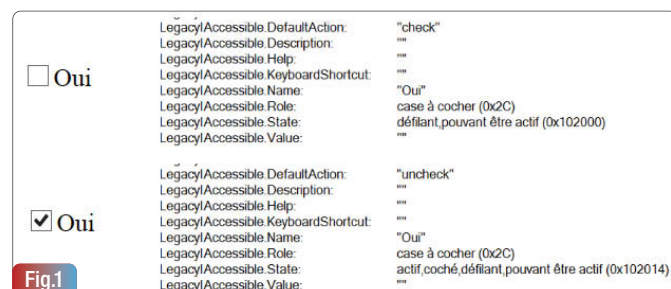 LegacyIAccessible.DefaultAction: "check"
LegacyIAccessible.Description: ""
LegacyIAccessible.Help: ""
Oui
LegacyIAccessible.KeyboardShortcut: ""
LegacyIAccessible.Name: "Oui"
LegacyIAccessible.Role: case à cocher (0x2C)
LegacyIAccessible.State: défilant,pouvant être actif (0x102000)
LegacyIAccessible.Value: ""
LegacyIAccessible.DefaultAction: "uncheck"
LegacyIAccessible.Description: ""
LegacyIAccessible.Help: ""
Oui
LegacyIAccessible.KeyboardShortcut: ""
LegacyIAccessible.Name: "Oui"
LegacyIAccessible.Role: case à cocher (0x2C)
LegacyIAccessible.State: actif,coché,défilant,pouvant être actif (0x102014)
LegacyIAccessible.Value: ""
Fig.1